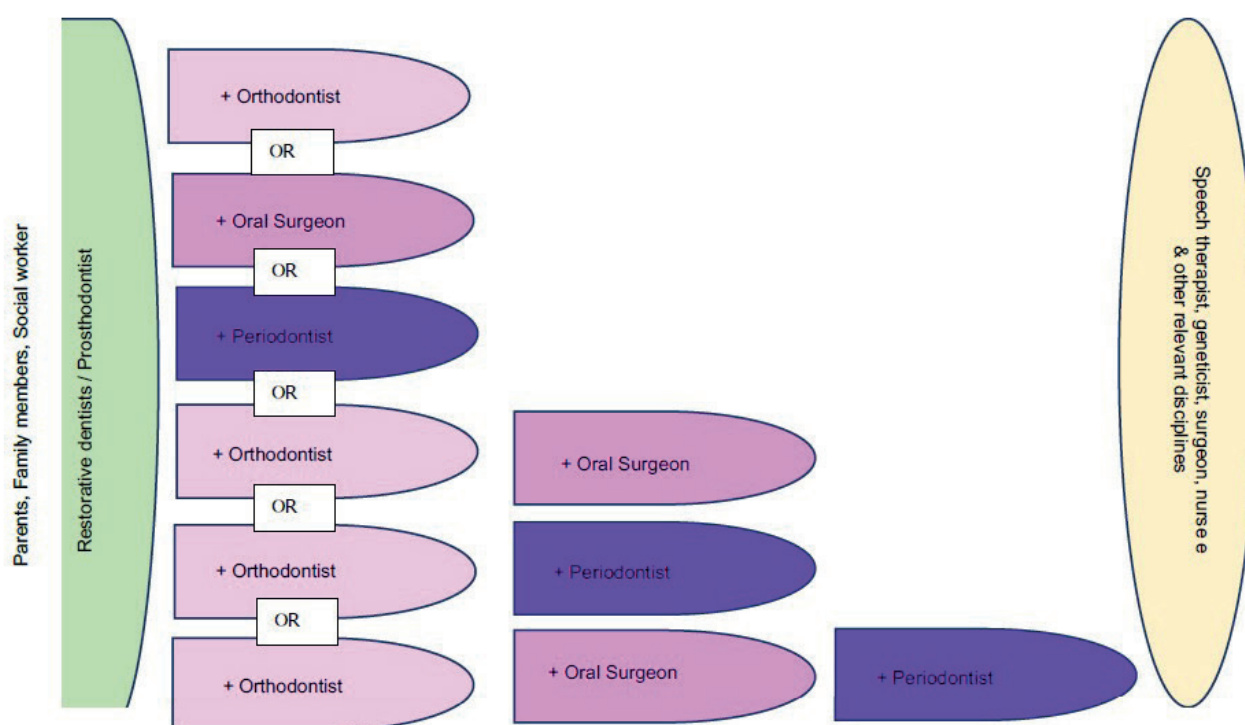 Parents, Family members, Social worker
Restorative dentists / Prosthodontist
+ Orthodontist
OR
+ Oral Surgeon
OR
+ Periodontist
OR
+ Orthodontist
+ Oral Surgeon
OR
+ Orthodontist
+ Periodontist
OR
+ Orthodontist
+ Oral Surgeon
+ Periodontist
Speech therapist, geneticist, surgeon, nurse e
& other relevant disciplines